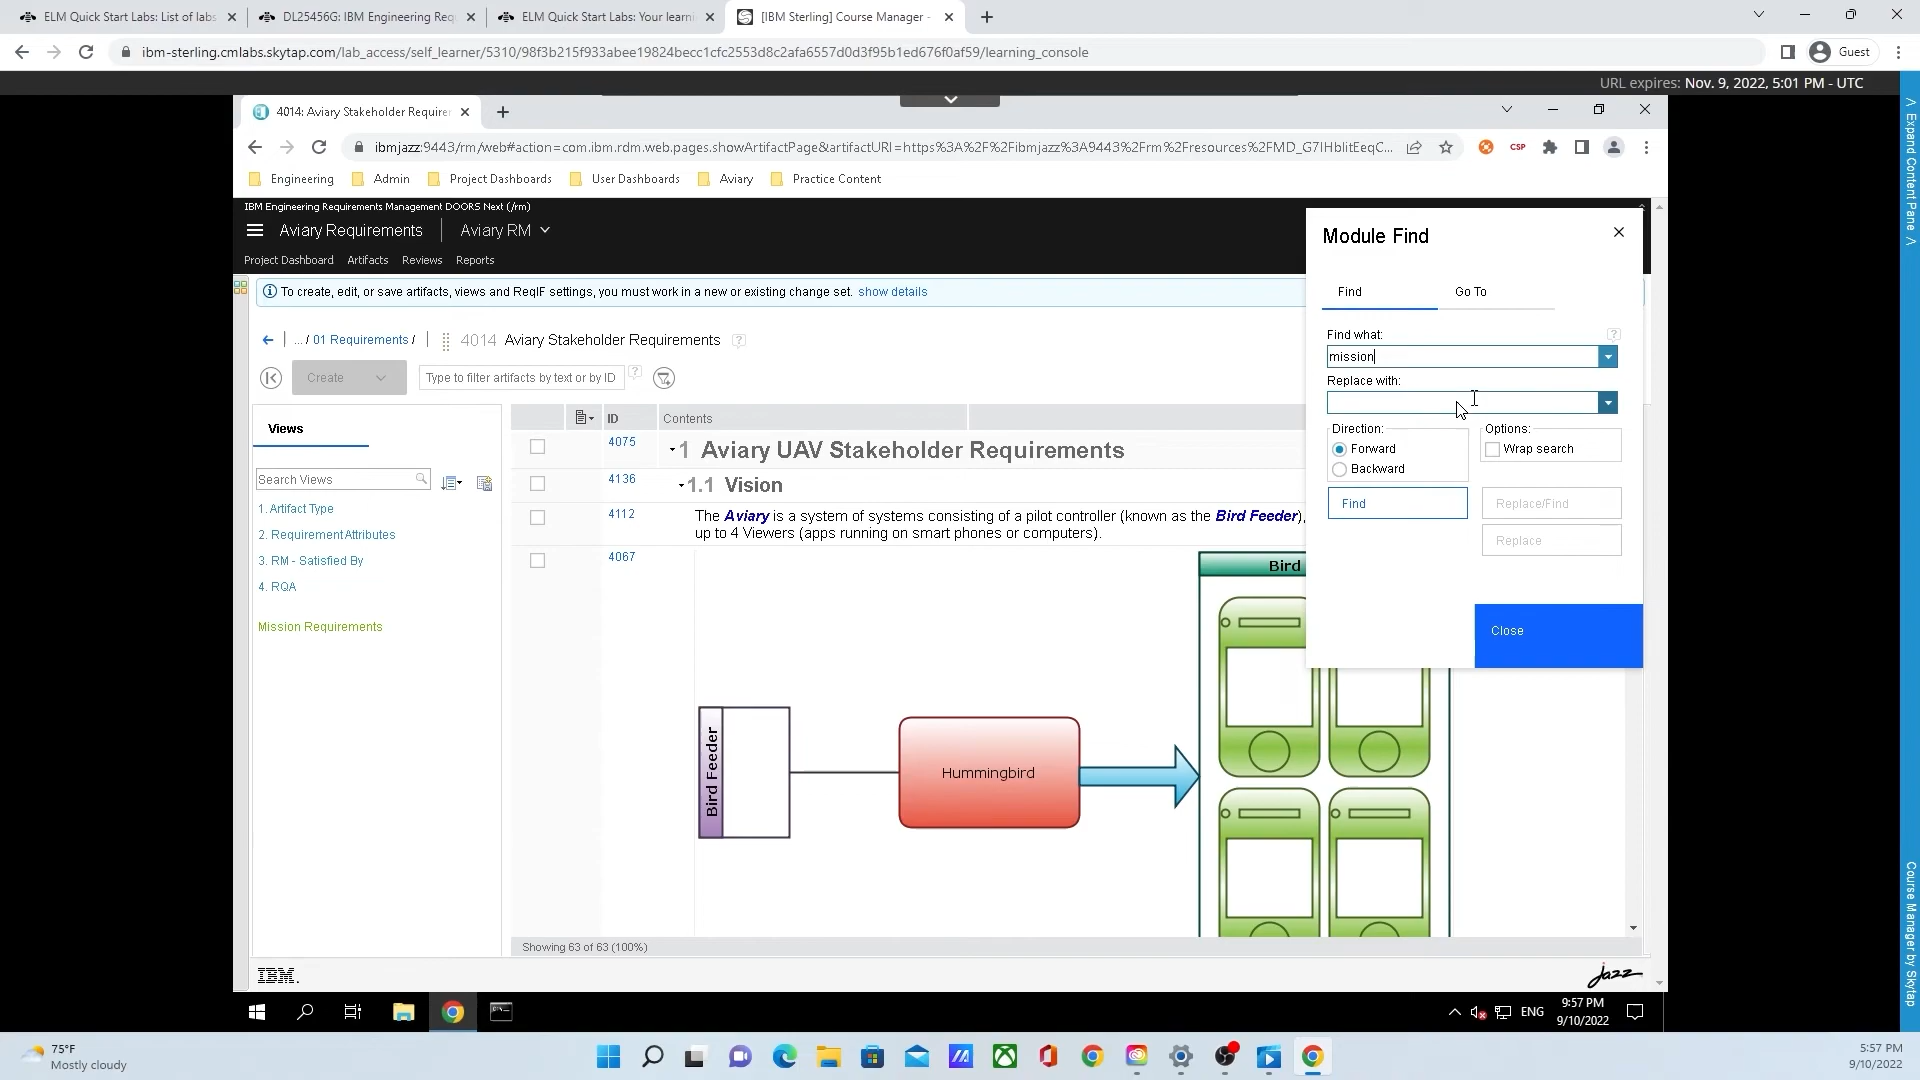 ELM Quick Start Labs: List of labs
DL25456G: IBM Engineering Req
ELM Quick Start Labs: Your learni
[IBM Sterling] Course Manager -
ibm-sterling.cmlabs.skytap.com/lab_access/self_learner/5310/98f3b215f933abee19824becc1cfc2553d8c2afa6557d0d3f95b1ed676f0af59/learning_console
Guest
URL expires: Nov. 9, 2022, 5:01 PM - UTC
4014: Aviary Stakeholder Requirer
ibmjazz:9443/rm/web#action=com.ibm.rdm.web.pages.showArtifactPage&artifactURI=https%3A%2F%2Fibmjazz%3A9443%2Frm%2Fresources%2FMD_G7IHblitEeqC...
CSP
Engineering
Admin
Project Dashboards
User Dashboards
Aviary
Practice Content
IBM Engineering Requirements Management DOORS Next (/rm)
Aviary Requirements
Aviary RM
Project Dashboard
Artifacts
Reviews
Reports
To create, edit, or save artifacts, views and ReqIF settings, you must work in a new or existing change set. show details
... / 01 Requirements /
4014 Aviary Stakeholder Requirements
Create
Type to filter artifacts by text or by ID
Views
Search Views
1. Artifact Type
2. Requirement Attributes
3. RM - Satisfied By
4. RQA
Mission Requirements
ID
Contents
4075
1 Aviary UAV Stakeholder Requirements
4136
1.1 Vision
4112
The Aviary is a system of systems consisting of a pilot controller (known as the Bird Feeder),
up to 4 Viewers (apps running on smart phones or computers).
4067
Bird
Bird Feeder
Hummingbird
Showing 63 of 63 (100%)
Module Find
Find
Go To
Find what:
mission
Replace with:
Direction:
Forward
Backward
Options:
Wrap search
Find
Replace/Find
Replace
Close
IBM.
jazz
Expand Content Pane
Course Manager by Skytap
ENG
9:57 PM
9/10/2022
75°F
Mostly cloudy
5:57 PM
9/10/2022